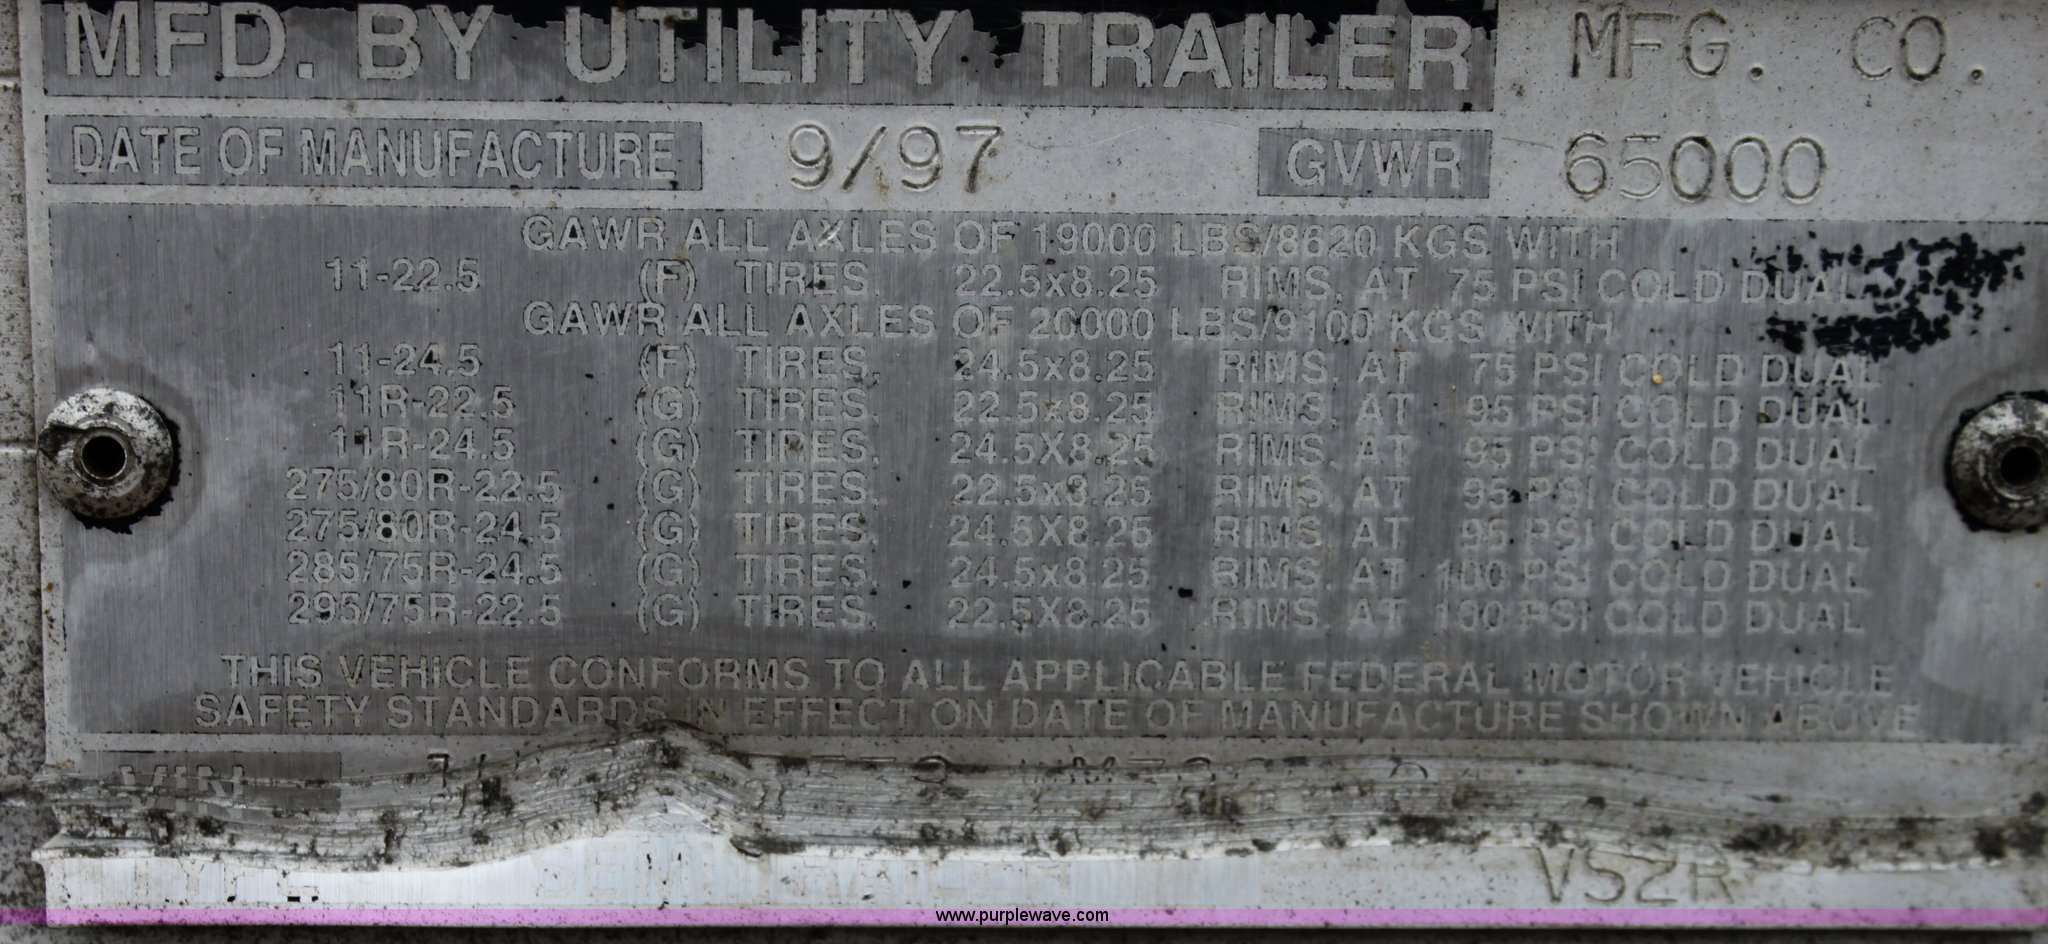 MFD. BY UTILITY TRAILER MFG. CO.
DATE OF MANUFACTURE 9/97 GVWR 65000
GAWR ALL AXLES OF 19000 LBS/8620 KGS WITH
11-22.5 (F) TIRES, 22.5x8.25 RIMS, AT 75 PSI COLD DUAL
GAWR ALL AXLES OF 20000 LBS/9100 KGS WITH
11-24.5 (F) TIRES, 24.5x8.25 RIMS, AT 75 PSI COLD DUAL
11R-22.5 (G) TIRES, 22.5x8.25 RIMS, AT 95 PSI COLD DUAL
11R-24.5 (G) TIRES, 24.5X8.25 RIMS, AT 95 PSI COLD DUAL
275/80R-22.5 (G) TIRES, 22.5x8.25 RIMS, AT 95 PSI COLD DUAL
275/80R-24.5 (G) TIRES, 24.5X8.25 RIMS, AT 95 PSI COLD DUAL
285/75R-24.5 (G) TIRES, 24.5x8.25 RIMS, AT 100 PSI COLD DUAL
295/75R-22.5 (G) TIRES, 22.5X8.25 RIMS, AT 100 PSI COLD DUAL
THIS VEHICLE CONFORMS TO ALL APPLICABLE FEDERAL MOTOR VEHICLE
SAFETY STANDARDS IN EFFECT ON DATE OF MANUFACTURE SHOWN ABOVE
VIN
TYPE SEMI-TRAILER VS2R
www.purplewave.com